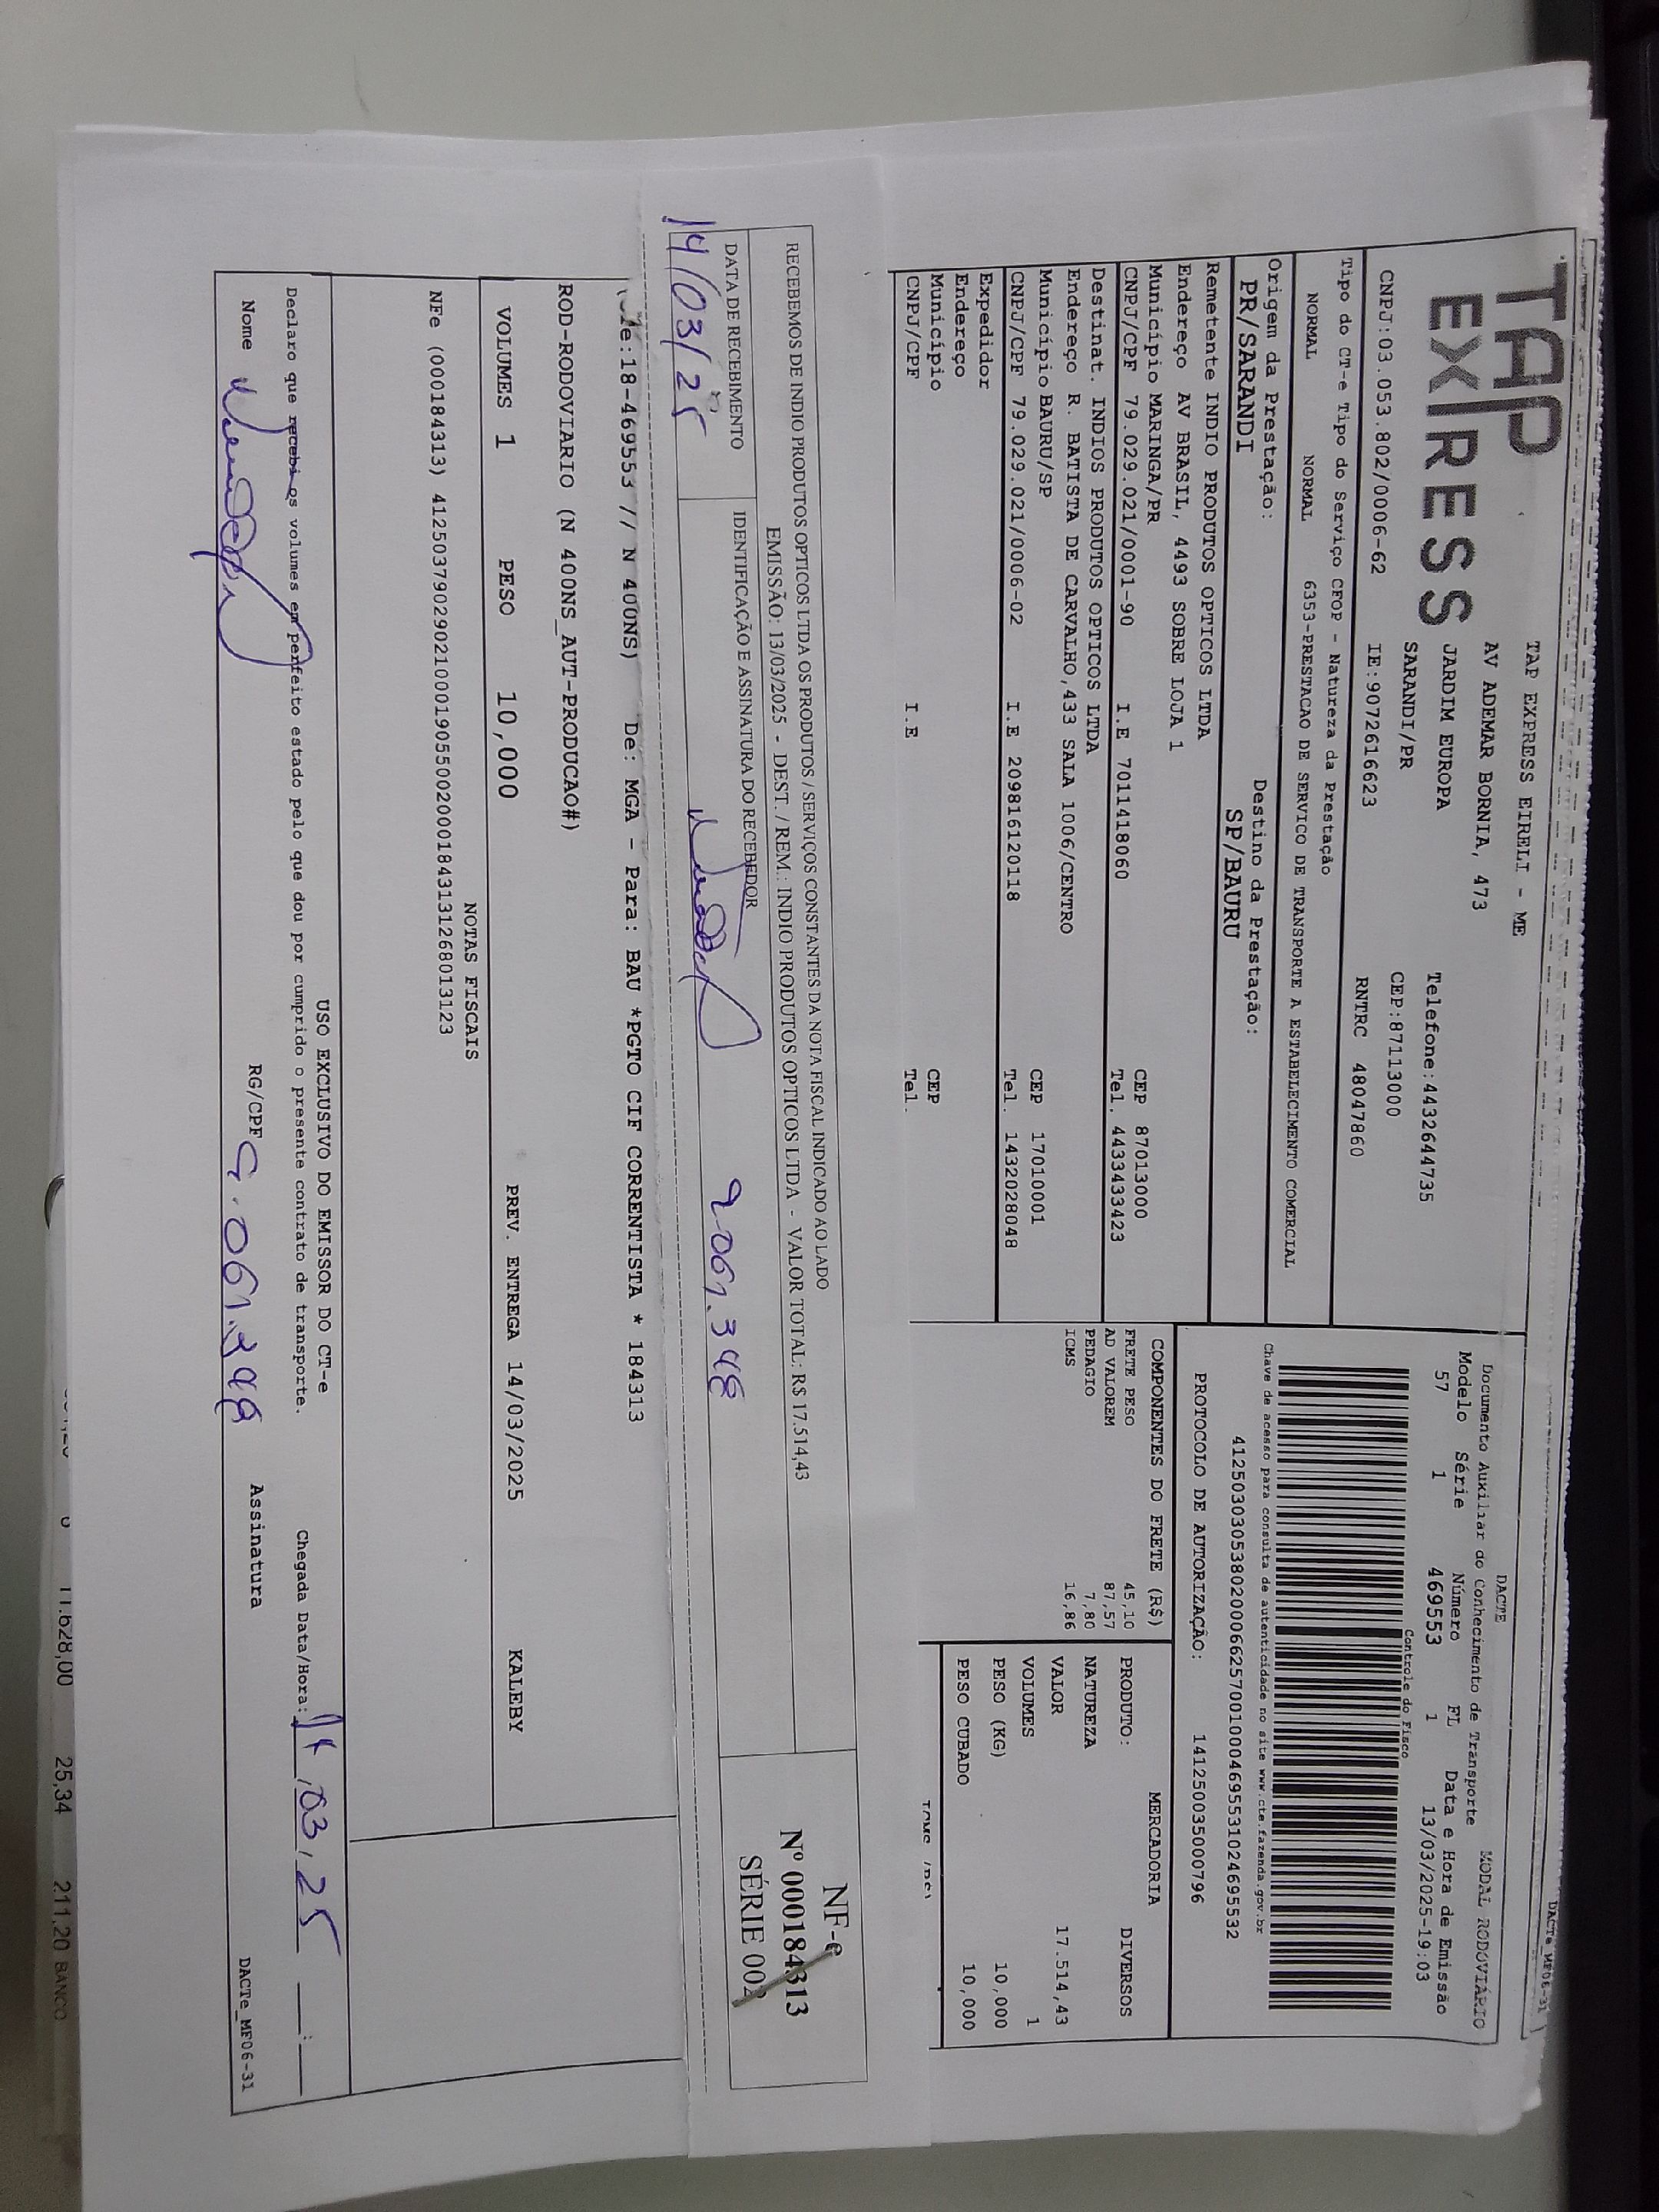 DACTe_MF06-31
TAP
EXPRESS
TAP EXPRESS EIRELI - ME
AV ADEMAR BORNIA, 473
JARDIM EUROPA
Telefone:4432644735
SARANDI/PR
CEP:87113000
CNPJ:03.053.802/0006-62
IE:9072616623
RNTRC 48047860
DACTE
MODAL RODOVIÁRIO
Documento Auxiliar do Conhecimento de Transporte
Modelo Série Número FL Data e Hora de Emissão
57 1 469553 1 13/03/2025-19:03
Controle do Fisco
Tipo do CT-e Tipo do Serviço CFOP - Natureza da Prestação
NORMAL NORMAL 6353-PRESTACAO DE SERVICO DE TRANSPORTE A ESTABELECIMENTO COMERCIAL
Chave de acesso para consulta de autenticidade no site www.cte.fazenda.gov.br
41250303053802000662570010004695531024695532
Origem da Prestação: Destino da Prestação:
PR/SARANDI SP/BAURU
PROTOCOLO DE AUTORIZAÇÃO: 141250035000796
Remetente INDIO PRODUTOS OPTICOS LTDA
Endereço AV BRASIL, 4493 SOBRE LOJA 1
Município MARINGA/PR CEP 87013000
CNPJ/CPF 79.029.021/0001-90 I.E 7011418060 Tel. 4433433423
Destinat. INDIOS PRODUTOS OPTICOS LTDA
Endereço R. BATISTA DE CARVALHO,433 SALA 1006/CENTRO
Município BAURU/SP CEP 17010001
CNPJ/CPF 79.029.021/0006-02 I.E 209816120118 Tel. 1432028048
Expedidor
Endereço
Município CEP
CNPJ/CPF I.E Tel.
COMPONENTES DO FRETE (R$)
FRETE PESO 45,10
AD VALOREM 87,57
PEDAGIO 7,80
ICMS 16,86
MERCADORIA
PRODUTO: DIVERSOS
NATUREZA
VALOR 17.514,43
VOLUMES 1
PESO (KG) 10,000
PESO CUBADO 10,000
RECEBEMOS DE INDIO PRODUTOS OPTICOS LTDA OS PRODUTOS / SERVIÇOS CONSTANTES DA NOTA FISCAL INDICADO AO LADO
EMISSÃO: 13/03/2025 - DEST. / REM.: INDIO PRODUTOS OPTICOS LTDA - VALOR TOTAL: R$ 17.514,43
DATA DE RECEBIMENTO
IDENTIFICAÇÃO E ASSINATURA DO RECEBEDOR
14/03/25
9.061.348
NF-e
Nº 000184313
SÉRIE 002
:18-469553 // N 400NS) De: MGA - Para: BAU *PGTO CIF CORRENTISTA * 184313
ROD-RODOVIARIO (N 400NS_AUT-PRODUCAO#)
VOLUMES 1 PESO 10,000 PREV. ENTREGA 14/03/2025 KALEBY
NOTAS FISCAIS
NFe (000184313) 41250379029021000190550020001843131268013123
USO EXCLUSIVO DO EMISSOR DO CT-e
Declaro que recebi os volumes em perfeito estado pelo que dou por cumprido o presente contrato de transporte.
Chegada Data/Hora: 14/03/25 __:__
Nome RG/CPF 9.061.348 Assinatura
DACTe_MF06-31
11.628,00 25,34 211,20 BANCO